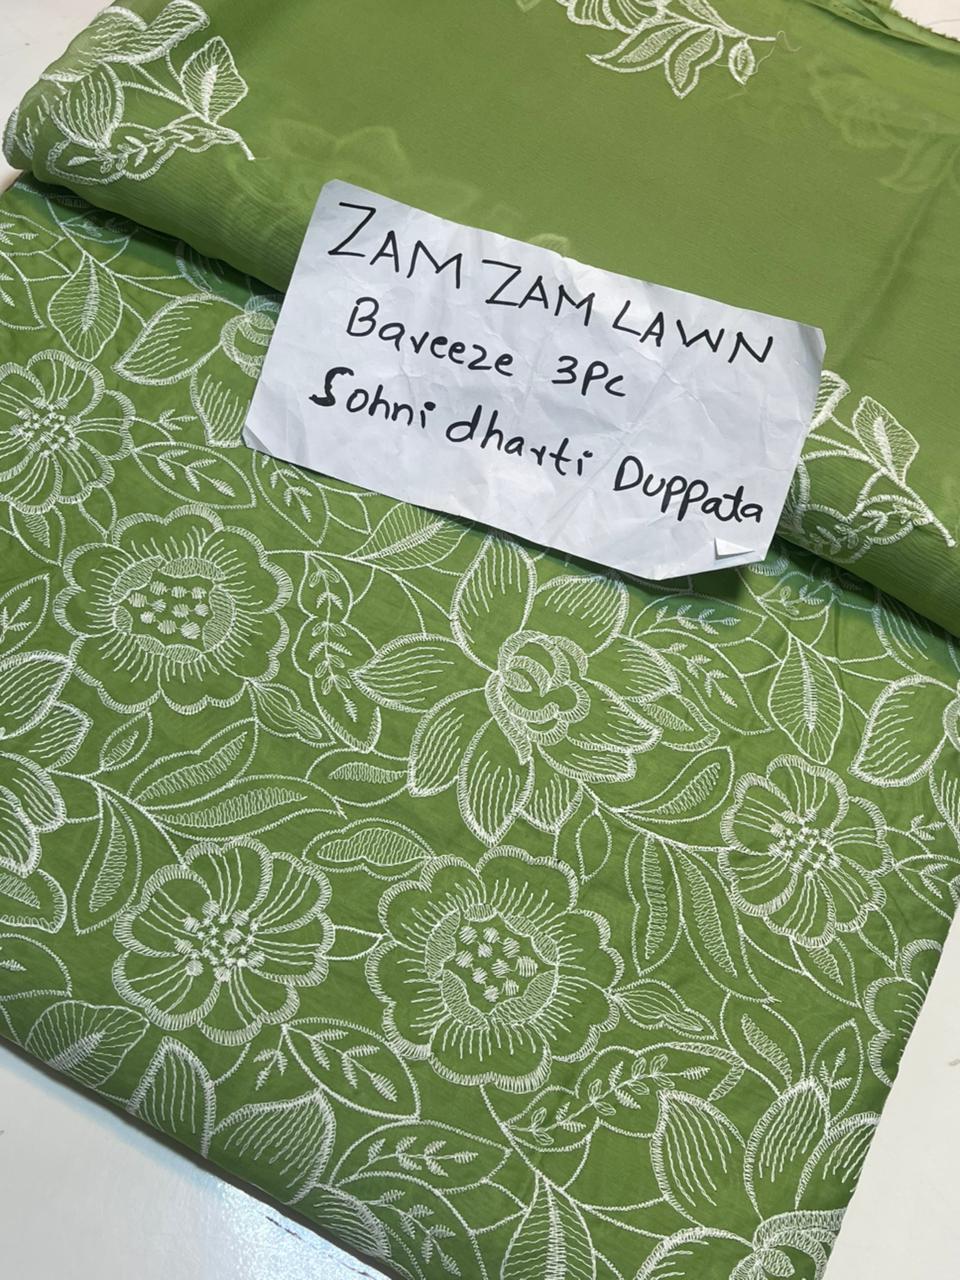 ZAM ZAM LAWN
Baveeze 3Pc
Sohni dharti Duppata